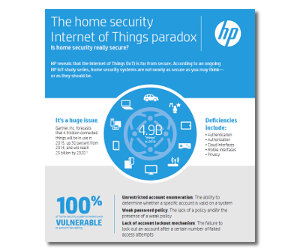 The home security
Internet of Things paradox
Is home security really secure?
hp
HP reveals that the Internet of Things (IoT) is far from secure. According to an ongoing
HP IoT study series, home security systems are not nearly as secure as you may think—
or as they should be.
It's a huge issue
Gartner, Inc. forecasts
that 4.9 billion connected
things will be in use in
2015, up 30 percent from
2014, and will reach
25 billion by 2020.
4.9B
Deficiencies
include:
• Authentication
• Authorization
• Cloud interfaces
• Mobile interfaces
• Privacy
100%
VULNERABLE
Unrestricted account enumeration: The ability to
determine whether a specific account is valid on a system
Weak password policy: The lack of a policy and/or the
presence of a weak policy
Lack of account lockout mechanism: The failure to
lock out an account after a certain number of failed
access attempts